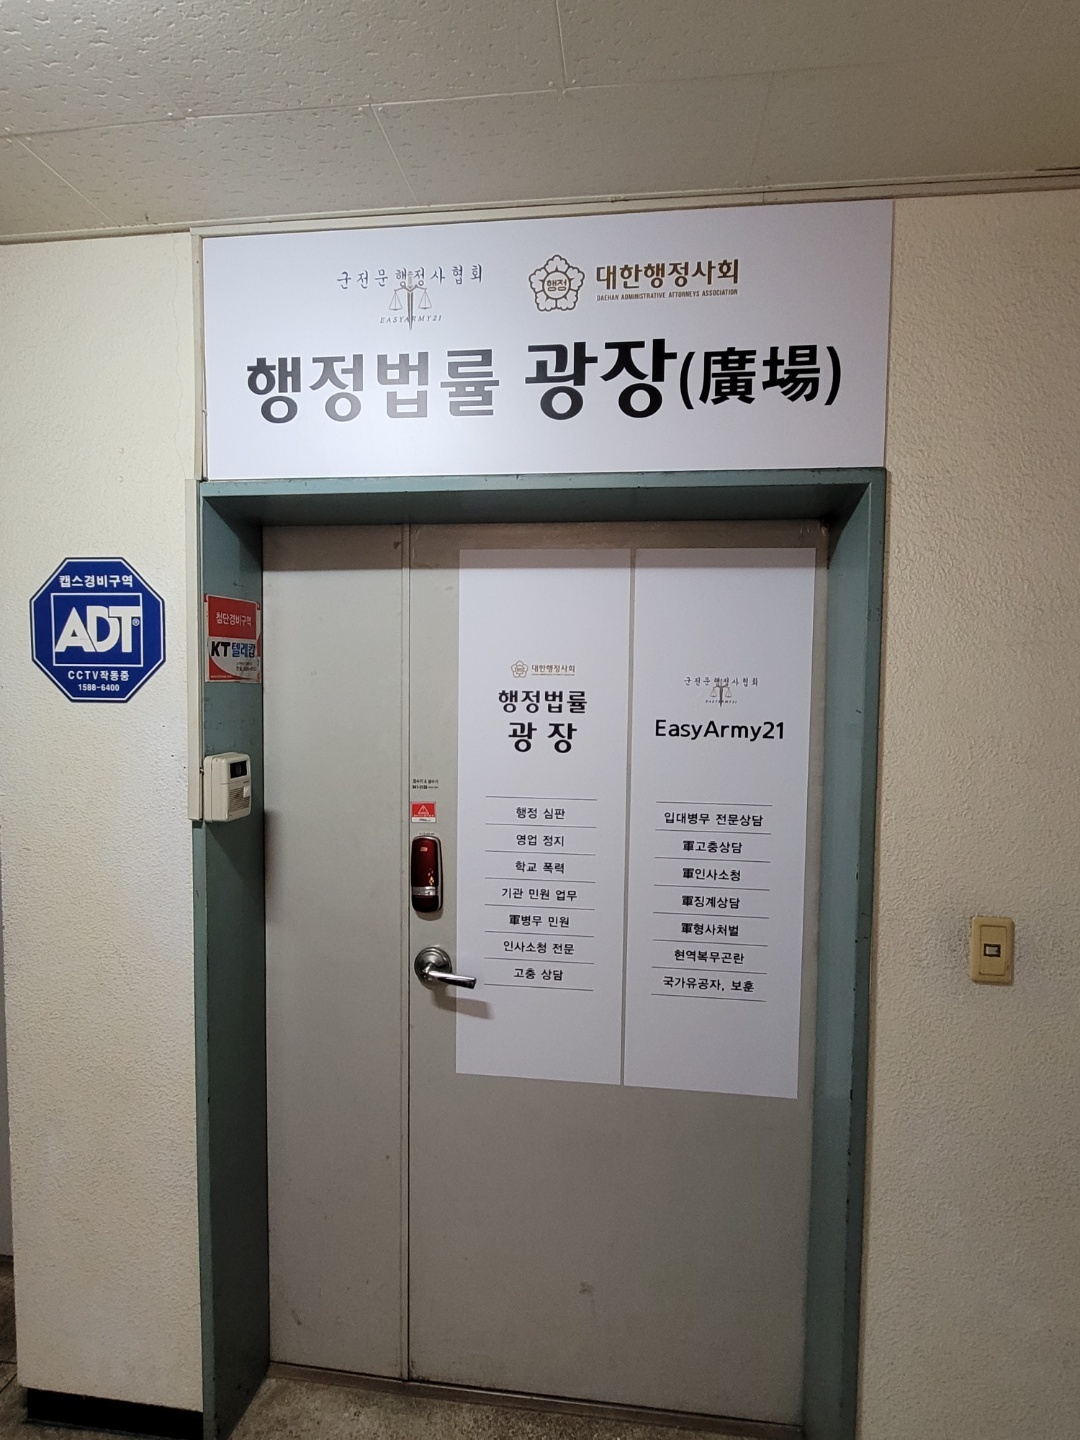 군전문행정사협회
EASYARMY21
행정
대한행정사회
DAEHAN ADMINISTRATIVE ATTORNEYS ASSOCIATION
행정법률 광장(廣場)
캡스경비구역
ADT®
CCTV작동중
1588-6400
첨단경비구역
KT텔레캅
대한행정사회
행정법률
광 장
행정 심판
영업 정지
학교 폭력
기관 민원 업무
軍병무 민원
인사소청 전문
고충 상담
군전문행정사협회
EasyArmy21
입대병무 전문상담
軍고충상담
軍인사소청
軍징계상담
軍형사처벌
현역복무곤란
국가유공자, 보훈